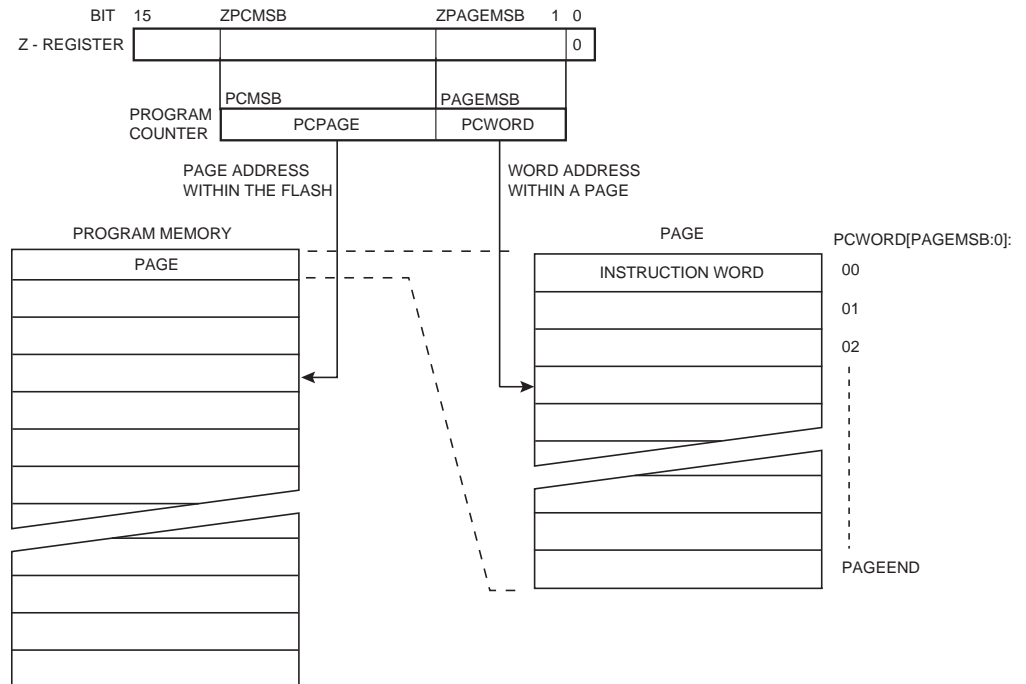 BIT 15 ZPCMSB ZPAGEMSB 1 0
Z - REGISTER 0
PCMSB PAGEMSB
PROGRAM
COUNTER
PCPAGE PCWORD
PAGE ADDRESS
WITHIN THE FLASH
WORD ADDRESS
WITHIN A PAGE
PROGRAM MEMORY
PAGE
PAGE
INSTRUCTION WORD
PCWORD[PAGEMSB:0]:
00
01
02
PAGEEND